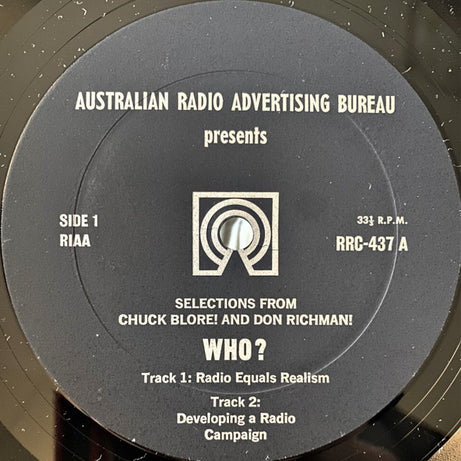 AUSTRALIAN RADIO ADVERTISING BUREAU
presents
SIDE 1
RIAA
33⅓ R.P.M.
RRC-437 A
SELECTIONS FROM
CHUCK BLORE! AND DON RICHMAN!
WHO?
Track 1: Radio Equals Realism
Track 2:
Developing a Radio
Campaign